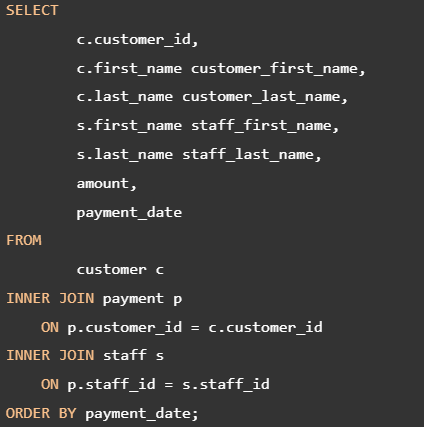 SELECT
        c.customer_id,
        c.first_name customer_first_name,
        c.last_name customer_last_name,
        s.first_name staff_first_name,
        s.last_name staff_last_name,
        amount,
        payment_date
FROM
        customer c
INNER JOIN payment p
    ON p.customer_id = c.customer_id
INNER JOIN staff s
    ON p.staff_id = s.staff_id
ORDER BY payment_date;